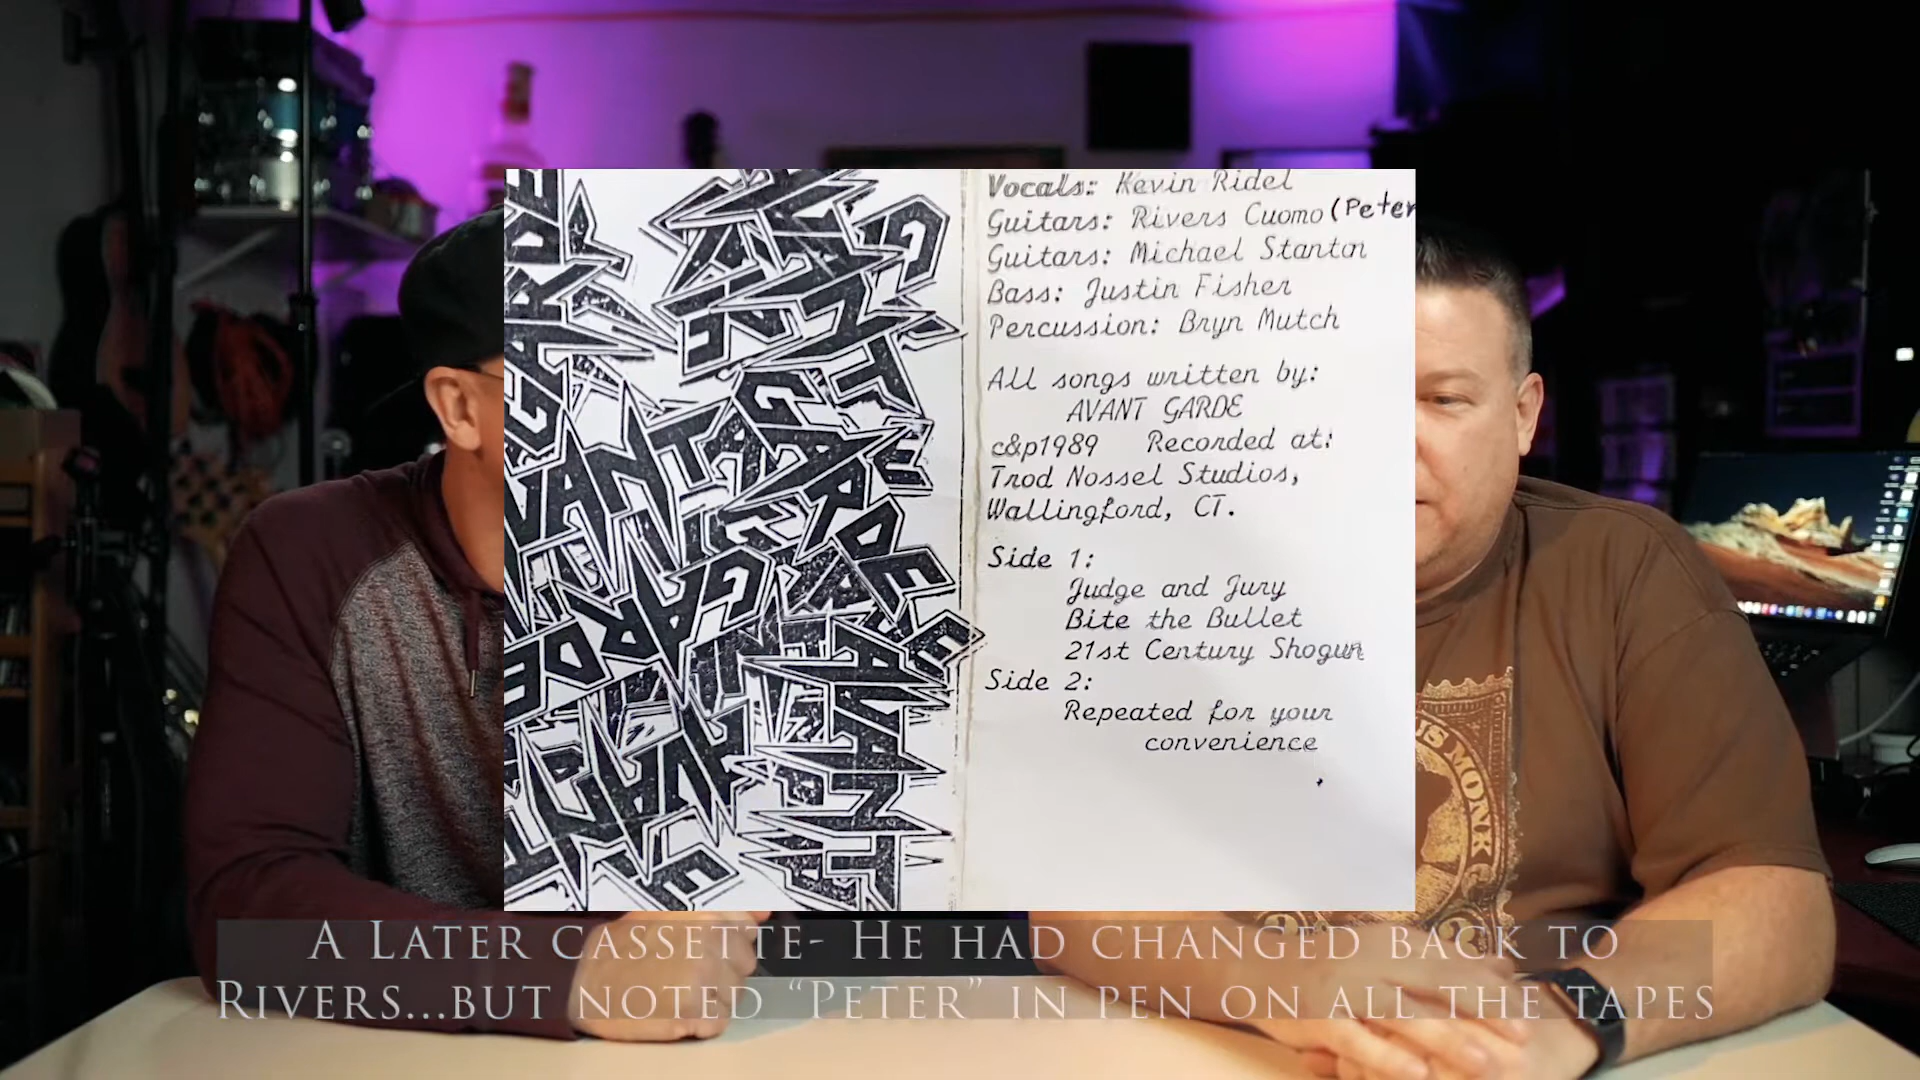 Vocals: Kevin Ridel
Guitars: Rivers Cuomo (Peter
Guitars: Michael Stanton
Bass: Justin Fisher
Percussion: Bryn Mutch
All songs written by:
AVANT GARDE
c&p1989 Recorded at:
Trod Nossel Studios,
Wallingford, CT.
Side 1:
Judge and Jury
Bite the Bullet
21st Century Shogun
Side 2:
Repeated for your
convenience
AVANT GARDE
MONK
A LATER CASSETTE- HE HAD CHANGED BACK TO
RIVERS...BUT NOTED “PETER” IN PEN ON ALL THE TAPES